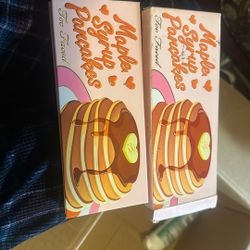 Maple
Syrup
Pancakes
Too Faced
Maple
Syrup
Pancakes
Too Faced